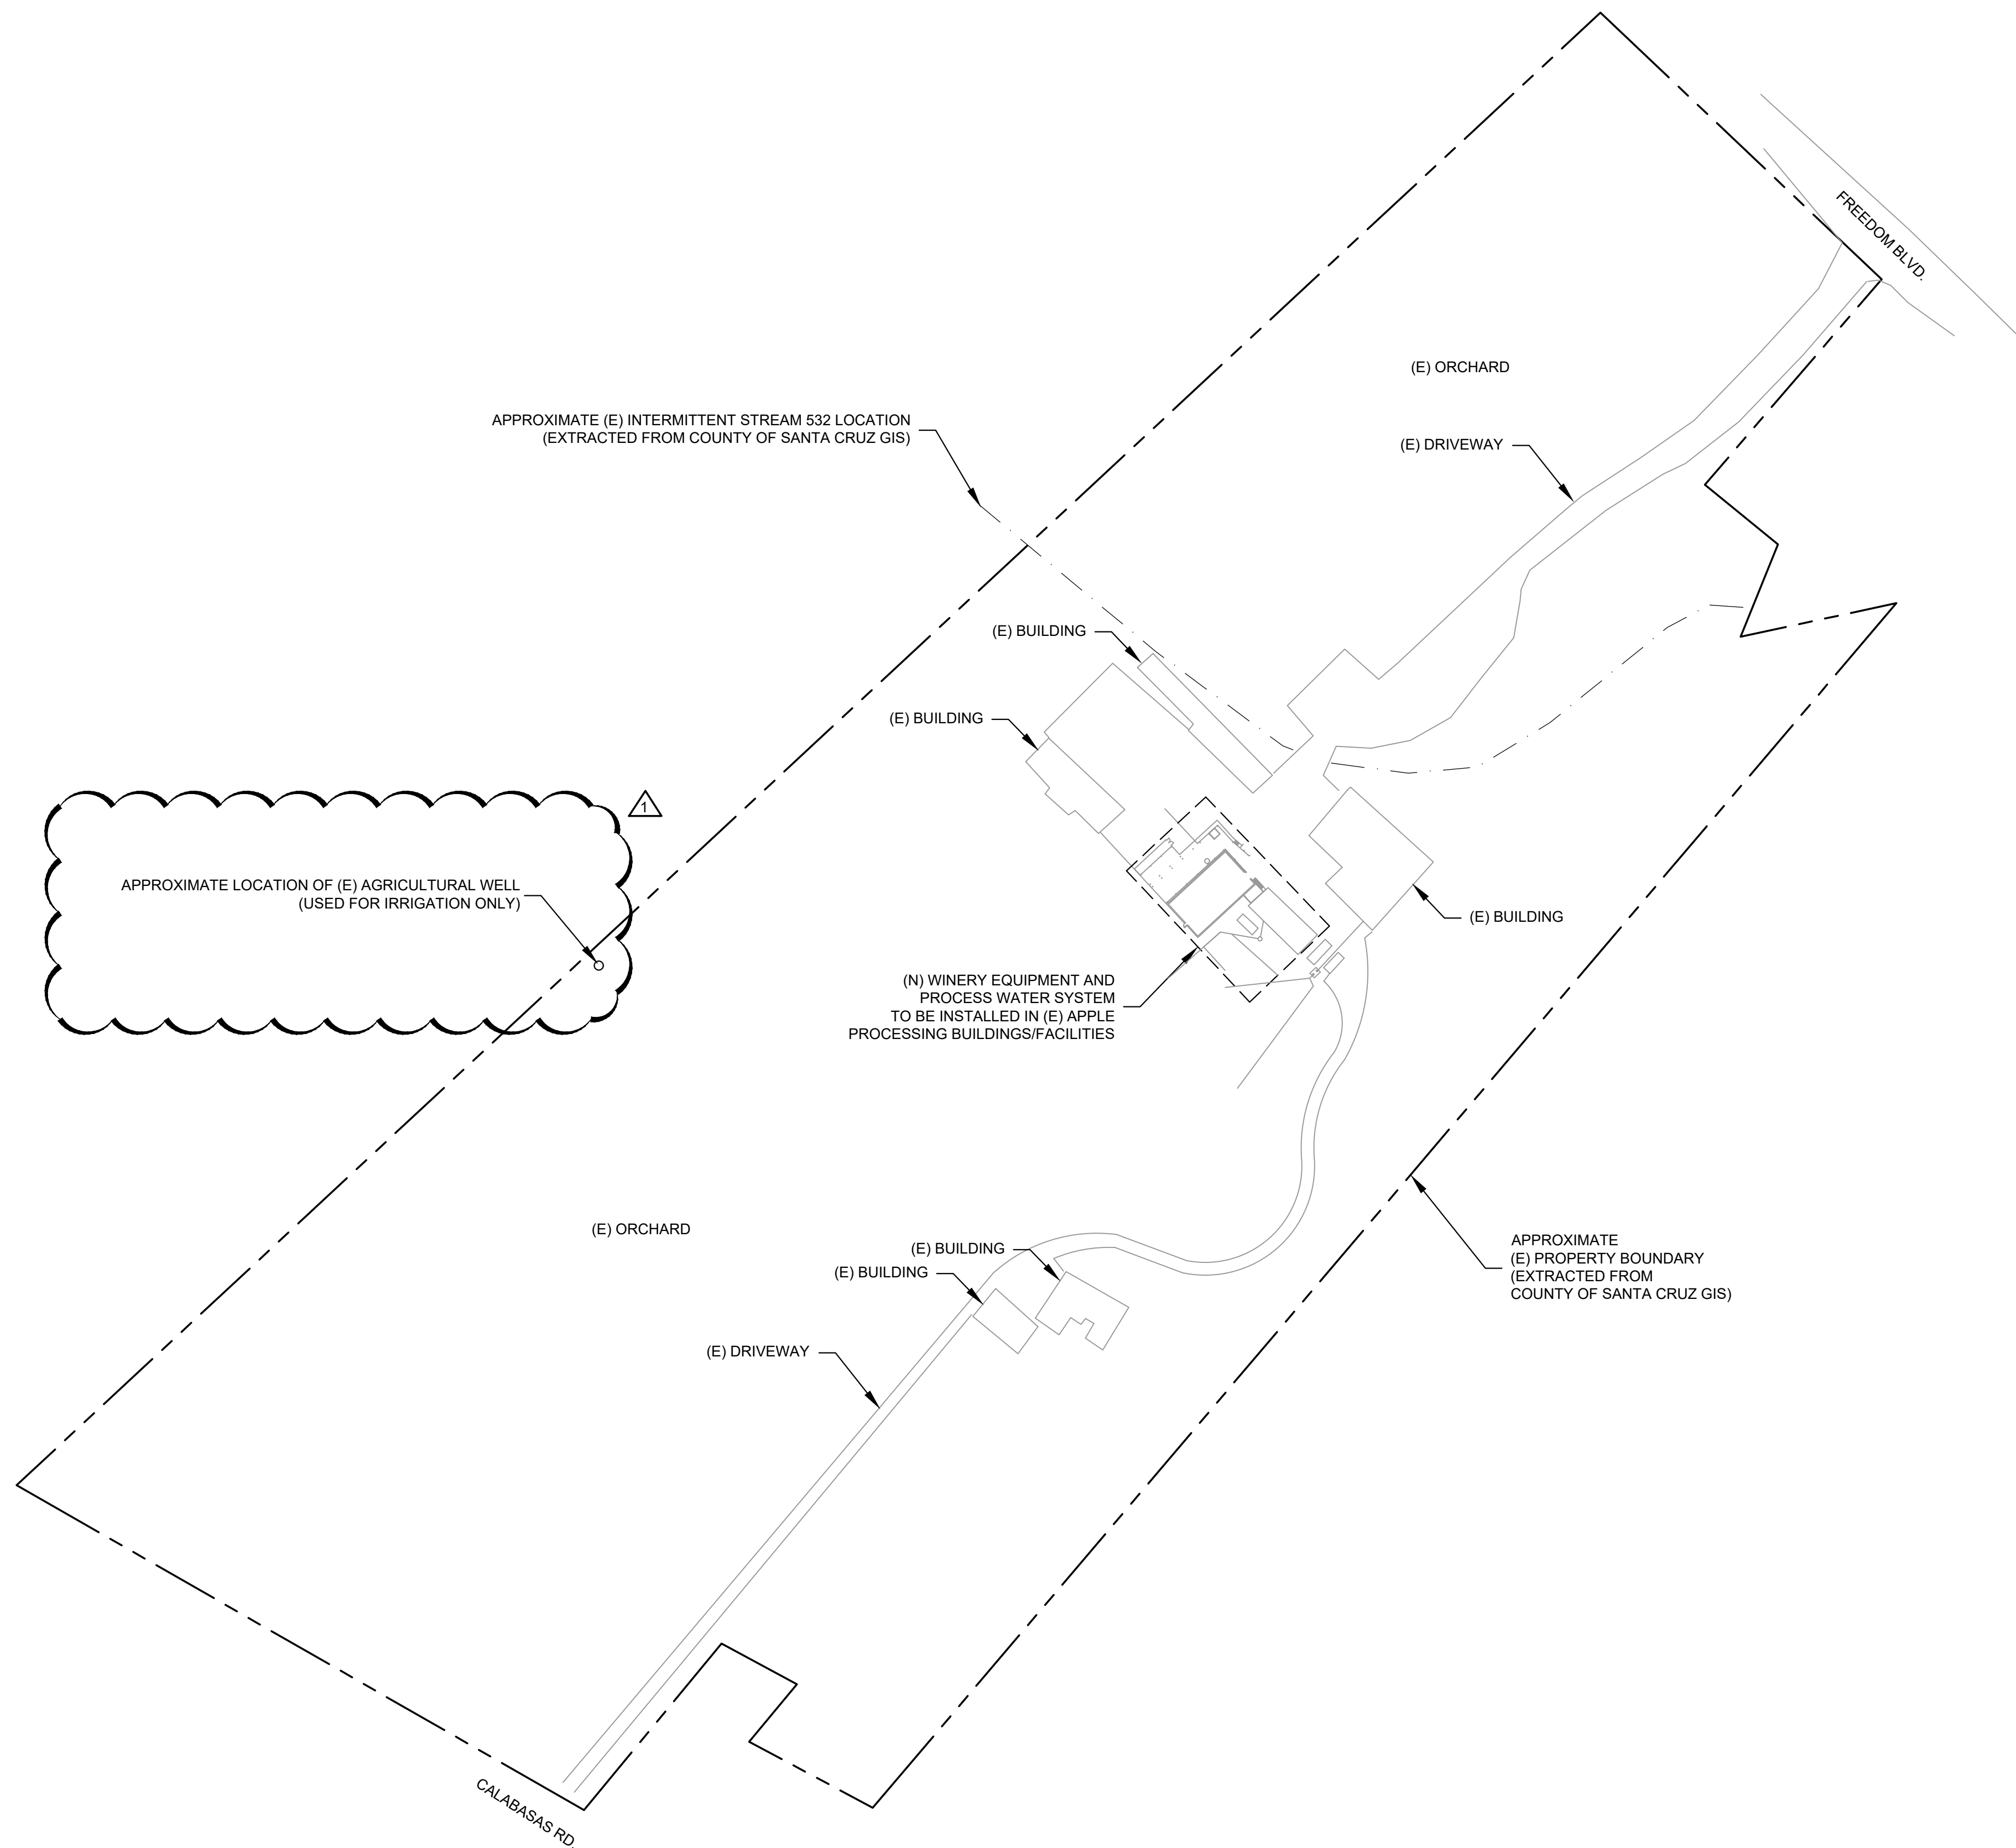 FREEDOM BLVD.
(E) ORCHARD
APPROXIMATE (E) INTERMITTENT STREAM 532 LOCATION
(EXTRACTED FROM COUNTY OF SANTA CRUZ GIS)
(E) DRIVEWAY
(E) BUILDING
(E) BUILDING
1
APPROXIMATE LOCATION OF (E) AGRICULTURAL WELL
(USED FOR IRRIGATION ONLY)
(E) BUILDING
(N) WINERY EQUIPMENT AND
PROCESS WATER SYSTEM
TO BE INSTALLED IN (E) APPLE
PROCESSING BUILDINGS/FACILITIES
(E) ORCHARD
(E) BUILDING
(E) BUILDING
APPROXIMATE
(E) PROPERTY BOUNDARY
(EXTRACTED FROM
COUNTY OF SANTA CRUZ GIS)
(E) DRIVEWAY
CALABASAS RD.